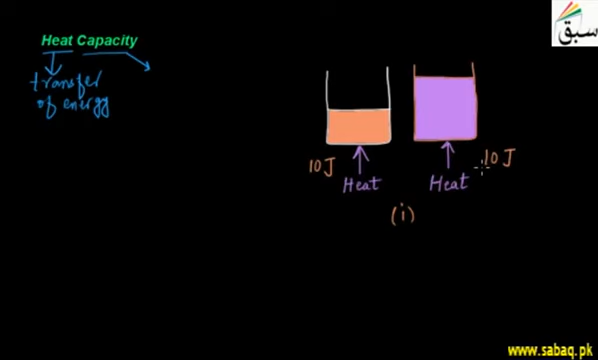 Heat Capacity
transfer
of energy
سبق
10 J
Heat
Heat
10 J
(i)
www.sabaq.pk